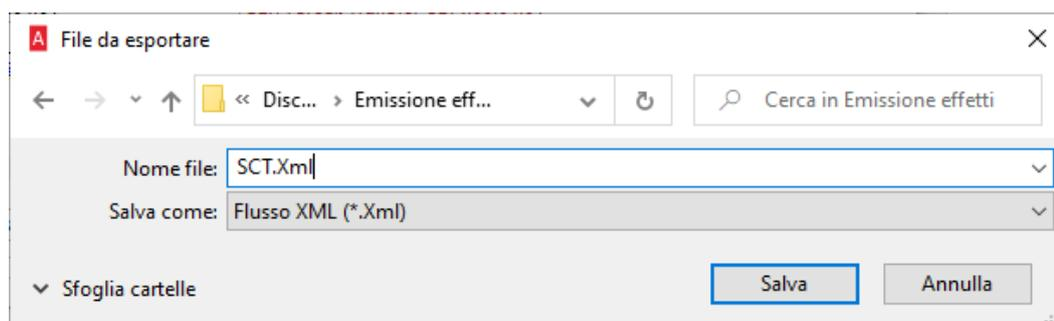 A File da esportare
« Disc... › Emissione eff...
Cerca in Emissione effetti
Nome file: SCT.Xml
Salva come: Flusso XML (*.Xml)
Sfoglia cartelle
Salva
Annulla